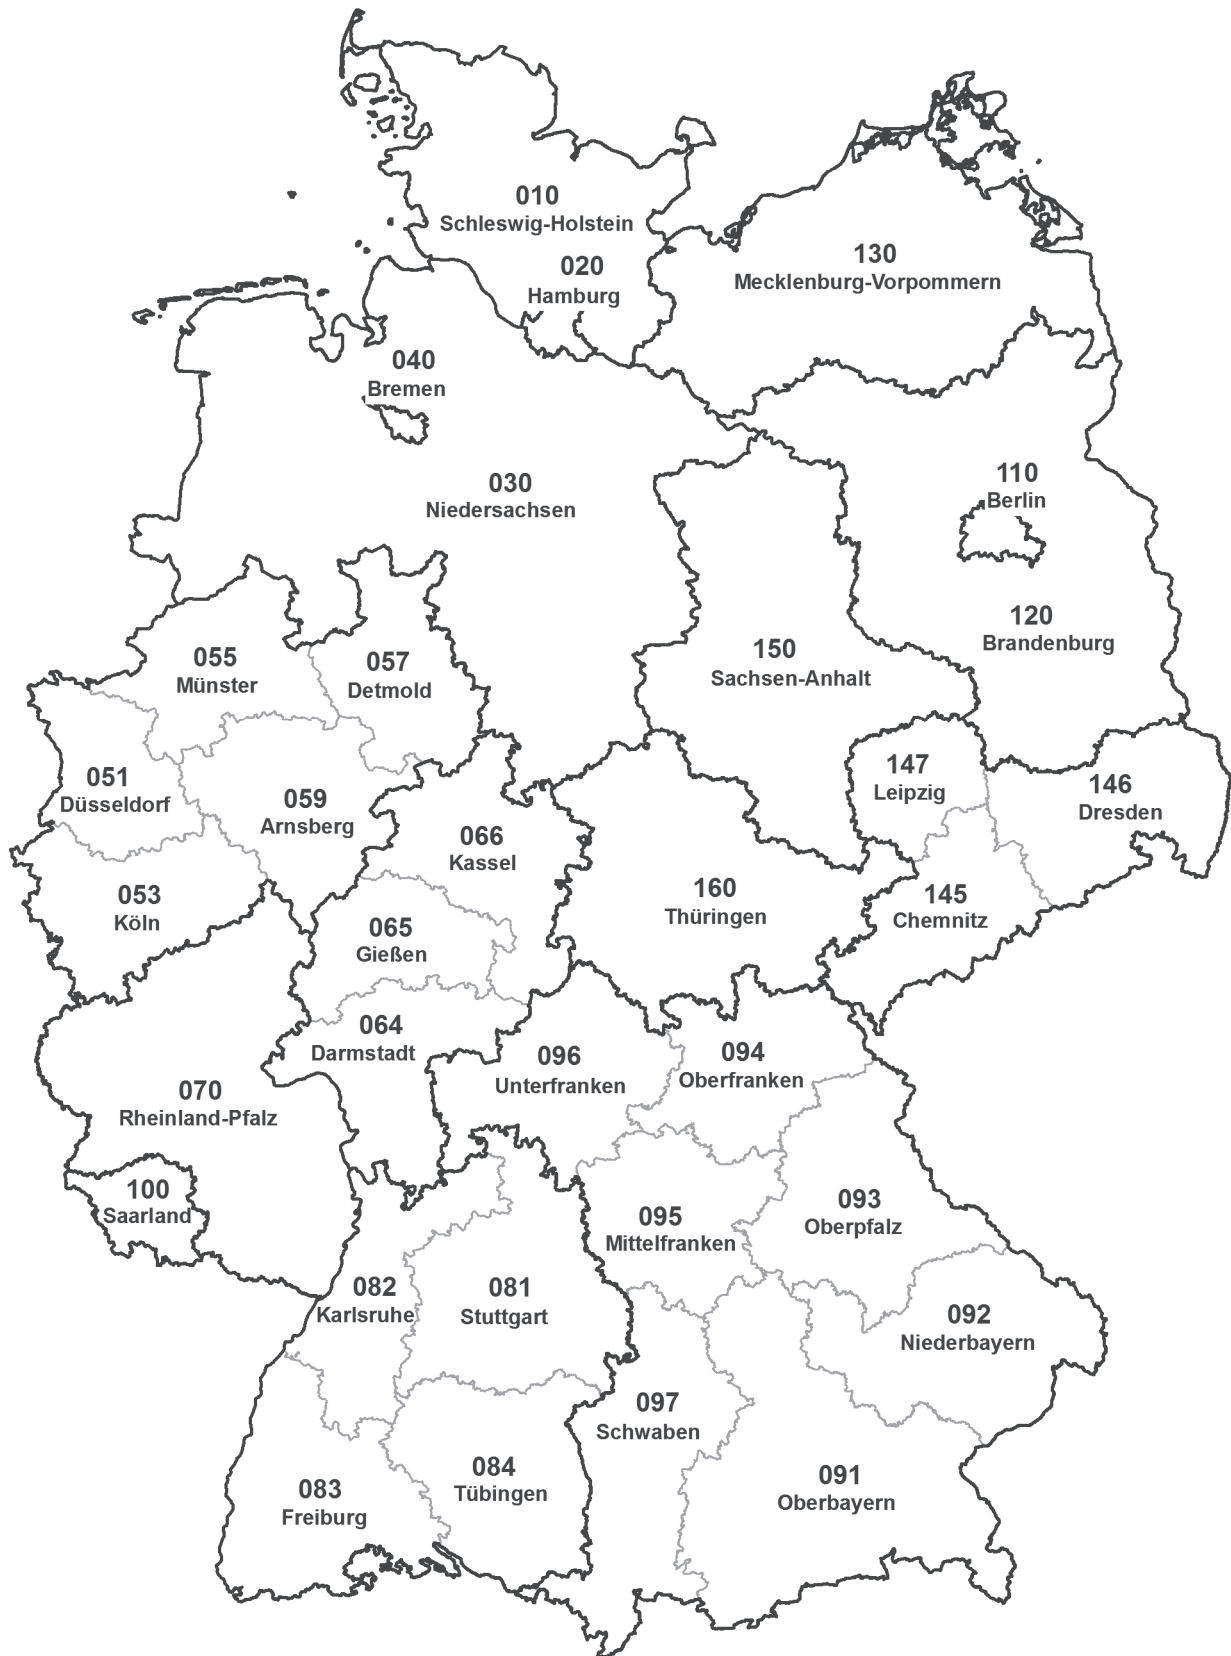 010
Schleswig-Holstein
020
Hamburg
130
Mecklenburg-Vorpommern
040
Bremen
030
Niedersachsen
110
Berlin
120
Brandenburg
150
Sachsen-Anhalt
055
Münster
057
Detmold
051
Düsseldorf
059
Arnsberg
066
Kassel
147
Leipzig
146
Dresden
053
Köln
065
Gießen
160
Thüringen
145
Chemnitz
064
Darmstadt
096
Unterfranken
094
Oberfranken
070
Rheinland-Pfalz
100
Saarland
095
Mittelfranken
093
Oberpfalz
082
Karlsruhe
081
Stuttgart
092
Niederbayern
097
Schwaben
083
Freiburg
084
Tübingen
091
Oberbayern